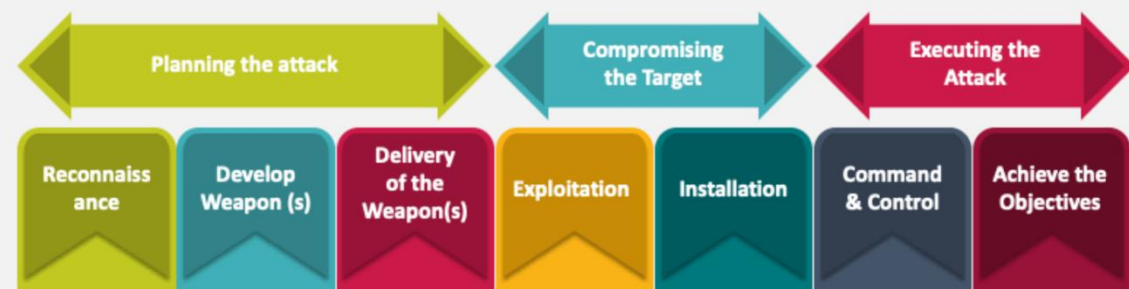 Planning the attack
Compromising
the Target
Executing the
Attack
Reconnaiss
ance
Develop
Weapon (s)
Delivery
of the
Weapon(s)
Exploitation
Installation
Command
& Control
Achieve the
Objectives